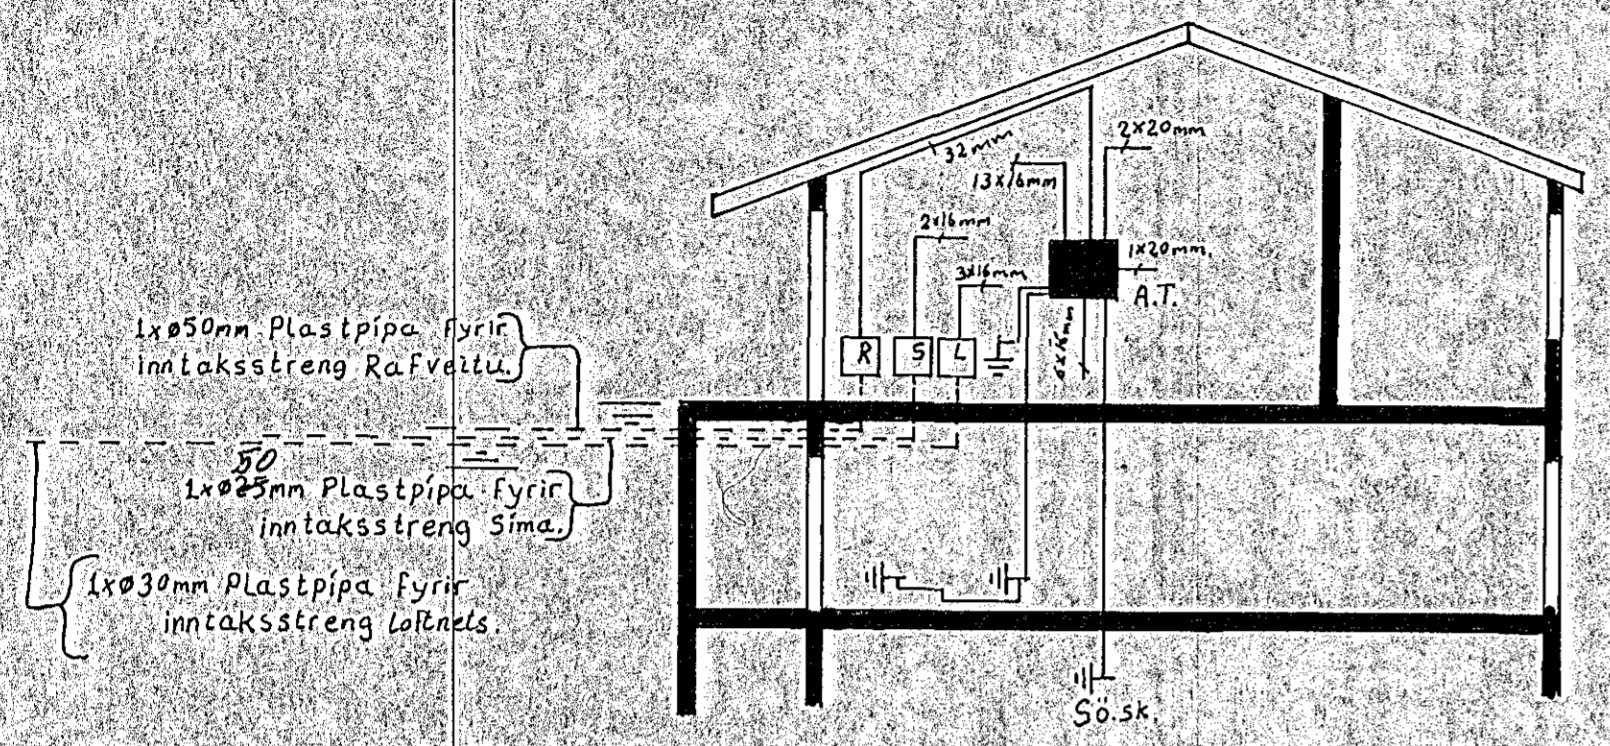 2x20mm
32mm
13x16mm
2x16mm
1x20mm.
3x16mm
A.T.
1xø50mm Plastpípa fyrir
inntaksstreng Rafveitu.
R
S
L
6x16mm
50
1xø25mm Plastpípa fyrir
inntaksstreng Síma.
1xø30mm Plastpípa fyrir
inntaksstreng Loftnets.
Sö.sk.